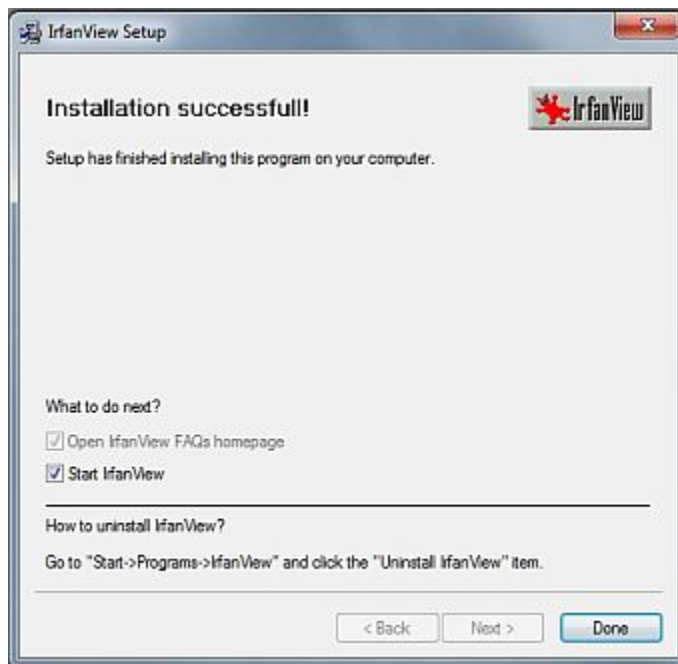 IrfanView Setup
Installation successfull!
IrfanView
Setup has finished installing this program on your computer.
What to do next?
Open IrfanView FAQs homepage
Start IrfanView
How to uninstall IrfanView?
Go to "Start->Programs->IrfanView" and click the "Uninstall IrfanView" item.
< Back Next > Done